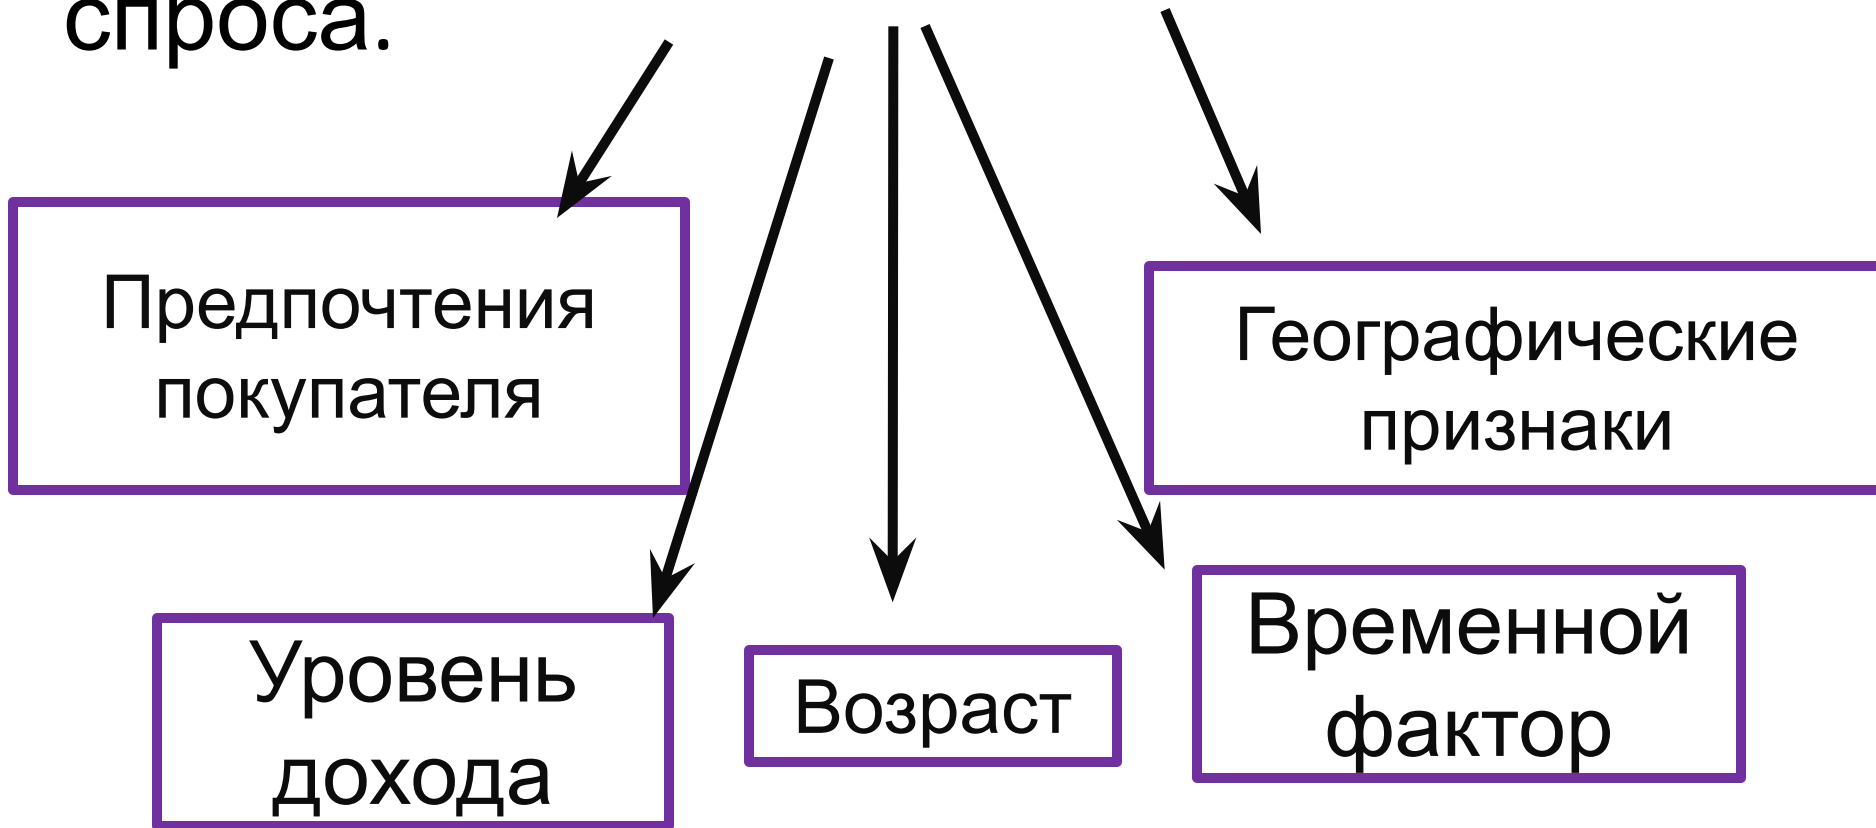 спроса.
Предпочтения
покупателя
Географические
признаки
Уровень
дохода
Возраст
Временной
фактор